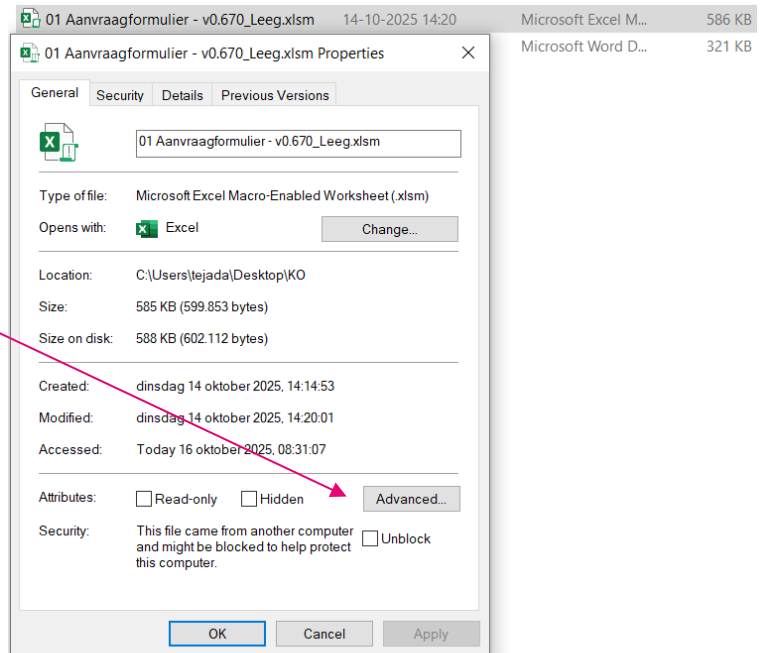 01 Aanvraagformulier - v0.670_Leeg.xlsm 14-10-2025 14:20 Microsoft Excel M... 586 KB
Microsoft Word D... 321 KB
01 Aanvraagformulier - v0.670_Leeg.xlsm Properties
General Security Details Previous Versions
01 Aanvraagformulier - v0.670_Leeg.xlsm
Type of file: Microsoft Excel Macro-Enabled Worksheet (.xlsm)
Opens with: Excel Change...
Location: C:\Users\tejada\Desktop\KO
Size: 585 KB (599.853 bytes)
Size on disk: 588 KB (602.112 bytes)
Created: dinsdag 14 oktober 2025, 14:14:53
Modified: dinsdag 14 oktober 2025, 14:20:01
Accessed: Today 16 oktober 2025, 08:31:07
Attributes: Read-only Hidden Advanced...
Security: This file came from another computer
and might be blocked to help protect
this computer.
Unblock
OK Cancel Apply